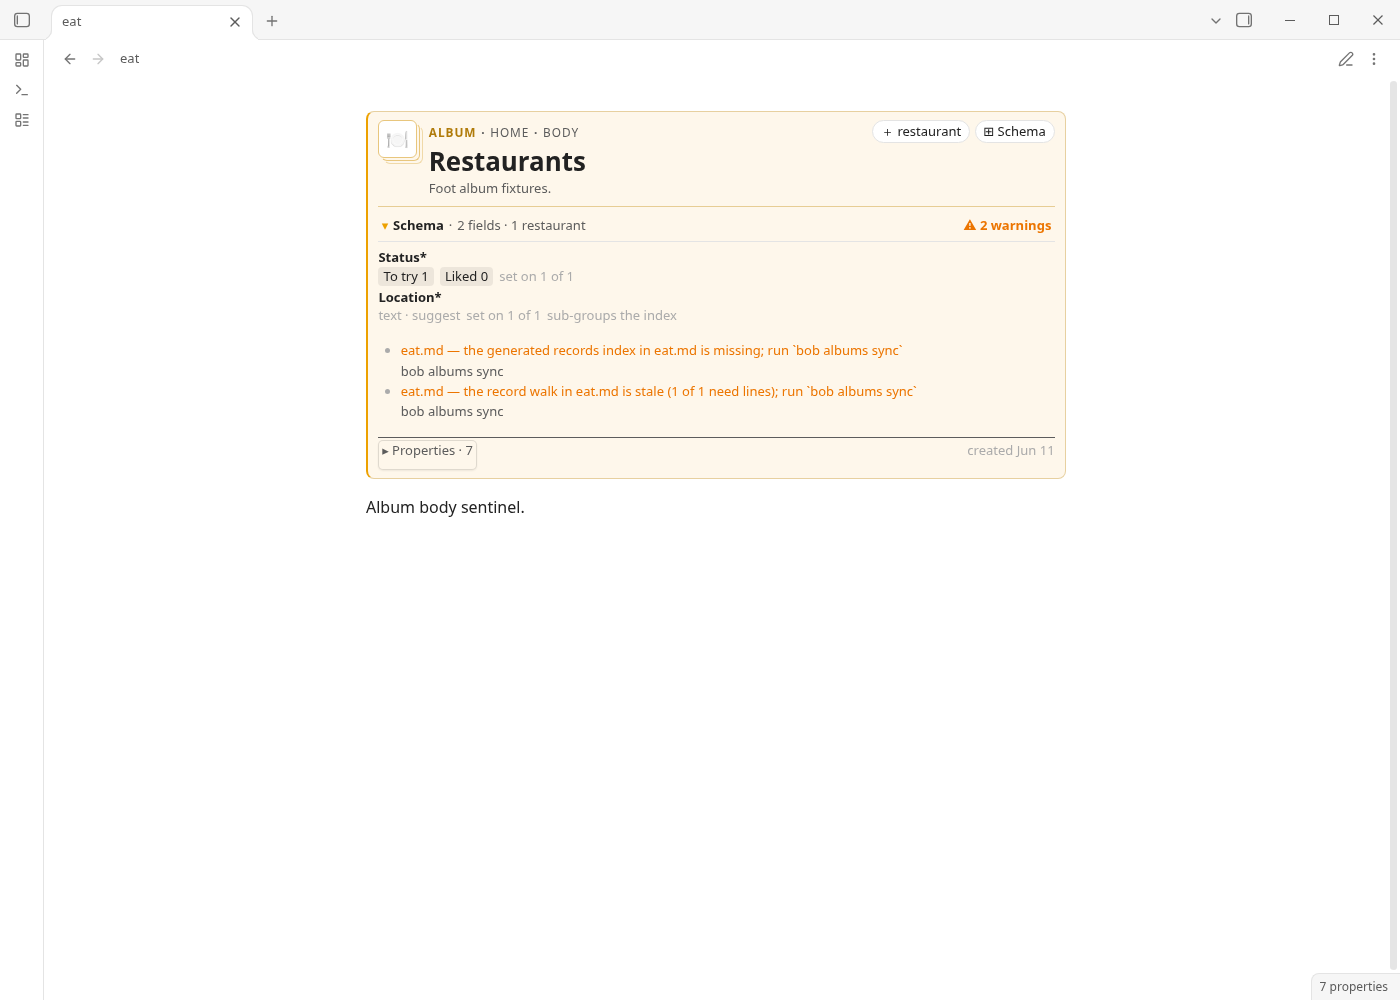 eat
eat
ALBUM · HOME · BODY
+ restaurant
Schema
Restaurants
Foot album fixtures.
Schema · 2 fields · 1 restaurant
2 warnings
Status*
To try 1 Liked 0 set on 1 of 1
Location*
text · suggest set on 1 of 1 sub-groups the index
eat.md — the generated records index in eat.md is missing; run `bob albums sync`
bob albums sync
eat.md — the record walk in eat.md is stale (1 of 1 need lines); run `bob albums sync`
bob albums sync
Properties · 7
created Jun 11
Album body sentinel.
7 properties